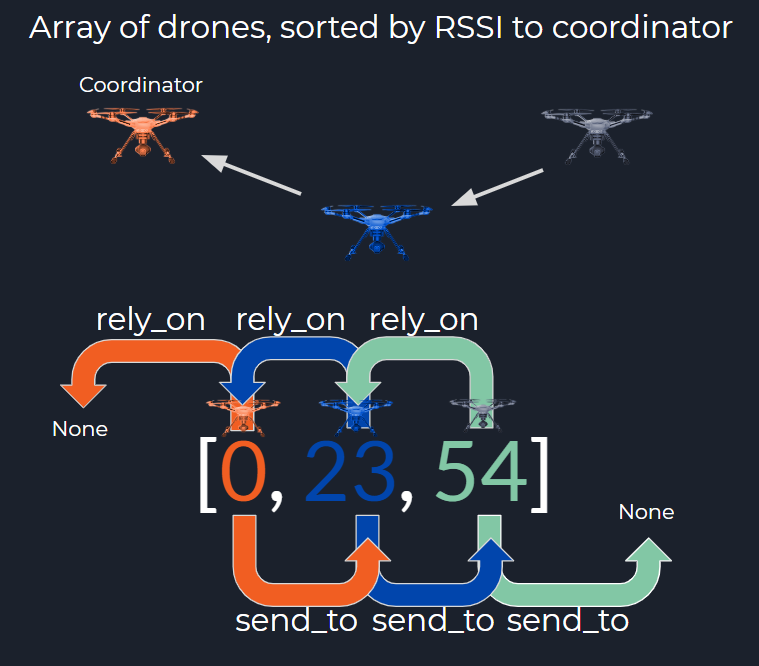 Array of drones, sorted by RSSI to coordinator
Coordinator
rely_on rely_on rely_on
None
[0, 23, 54]
None
send_to send_to send_to